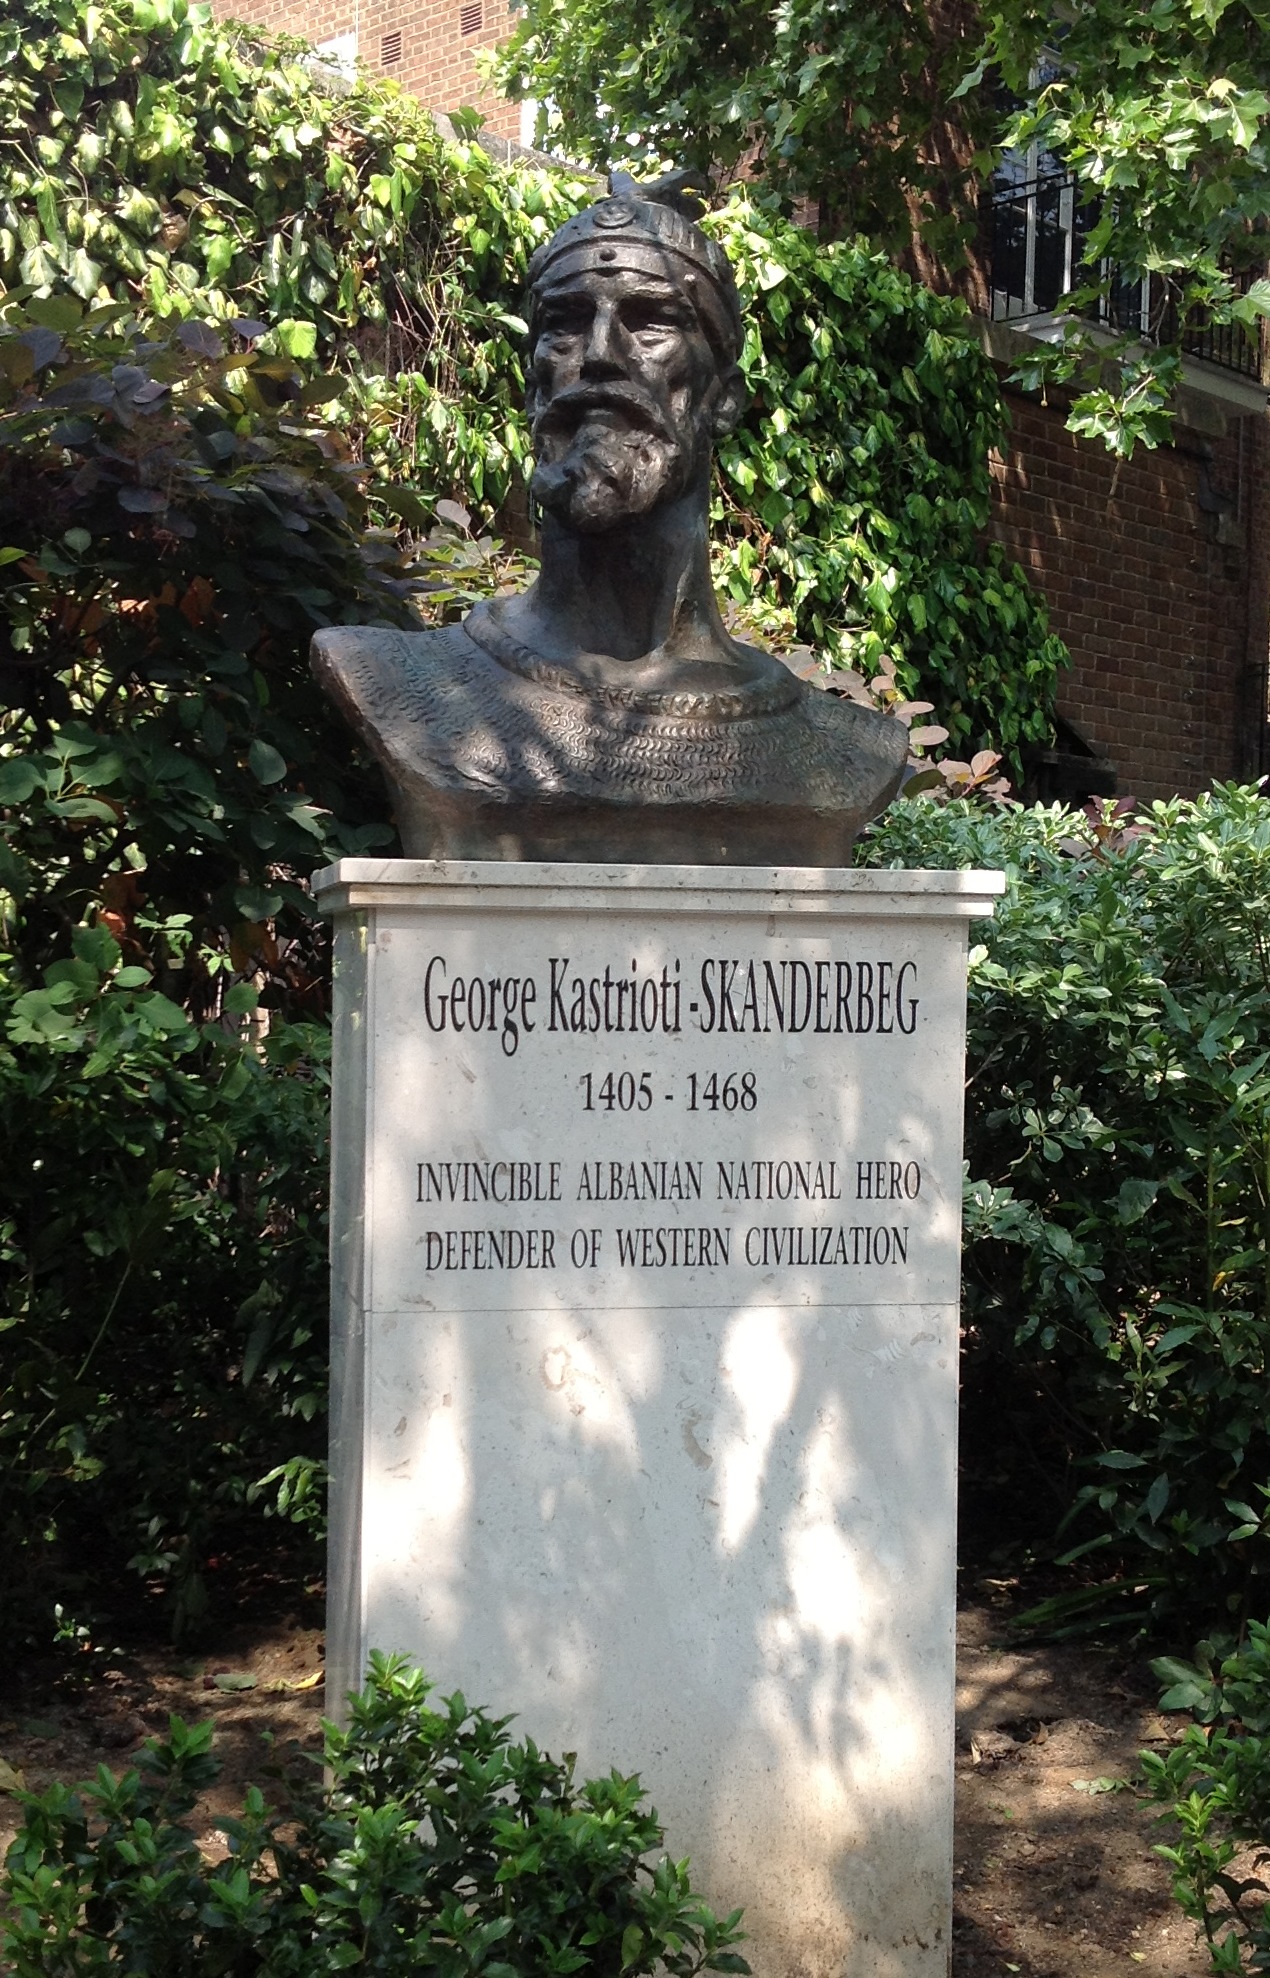 George Kastrioti -SKANDERBEG
1405 - 1468
INVINCIBLE ALBANIAN NATIONAL HERO
DEFENDER OF WESTERN CIVILIZATION